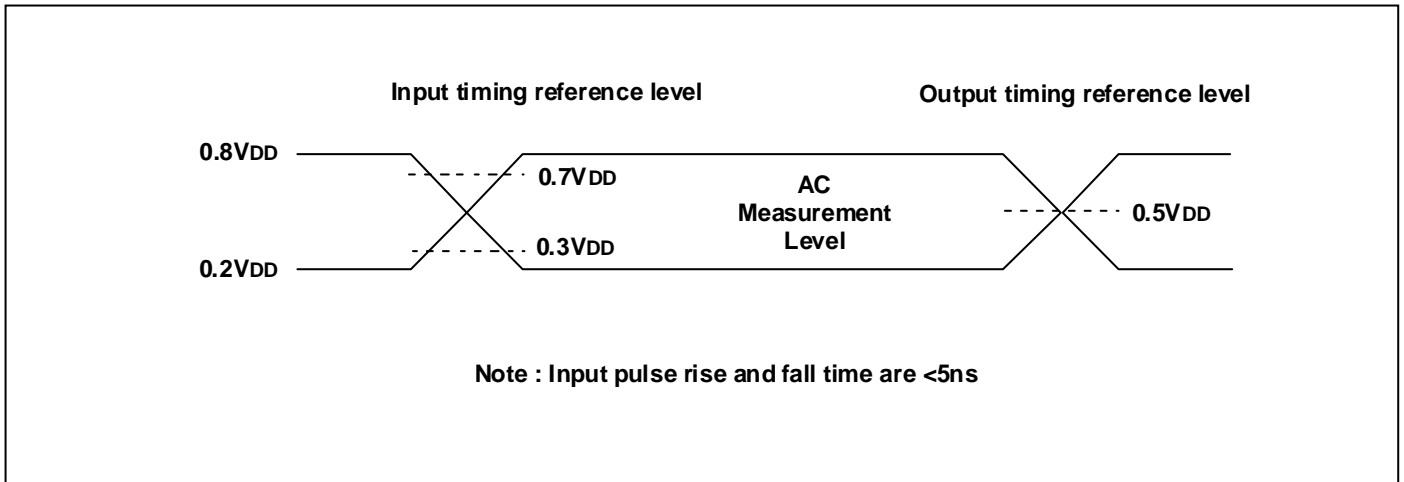 Input timing reference level
Output timing reference level
0.8VDD
0.7VDD
AC
Measurement
Level
0.5VDD
0.3VDD
0.2VDD
Note : Input pulse rise and fall time are <5ns